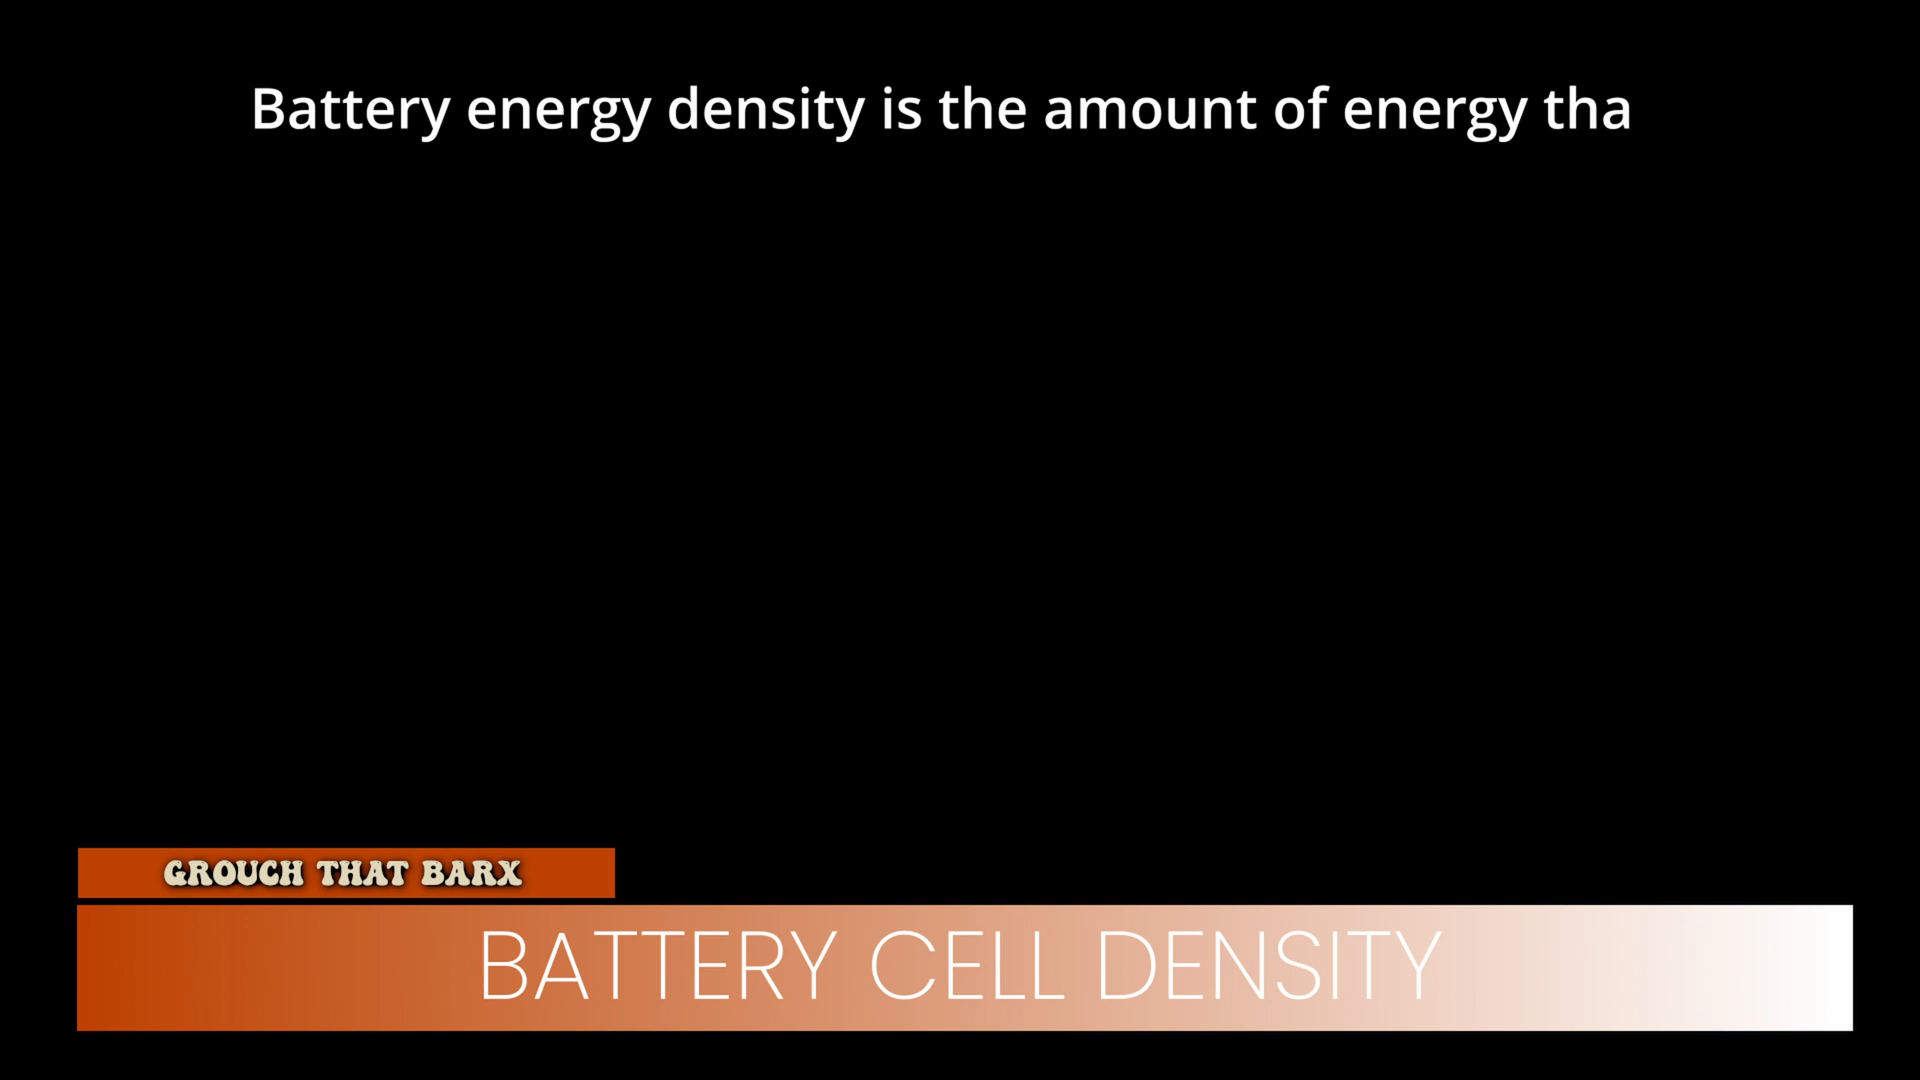 Battery energy density is the amount of energy tha
GROUCH THAT BARX
BATTERY CELL DENSITY